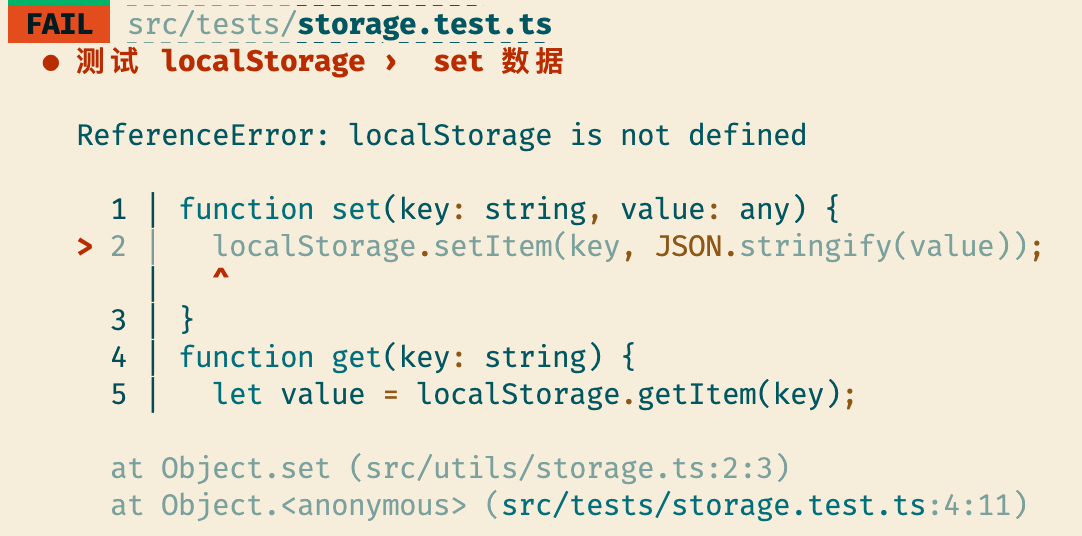 FAIL src/tests/storage.test.ts
● 测试 localStorage › set 数据
ReferenceError: localStorage is not defined
1 | function set(key: string, value: any) {
> 2 | localStorage.setItem(key, JSON.stringify(value));
| ^
3 | }
4 | function get(key: string) {
5 | let value = localStorage.getItem(key);
at Object.set (src/utils/storage.ts:2:3)
at Object.<anonymous> (src/tests/storage.test.ts:4:11)